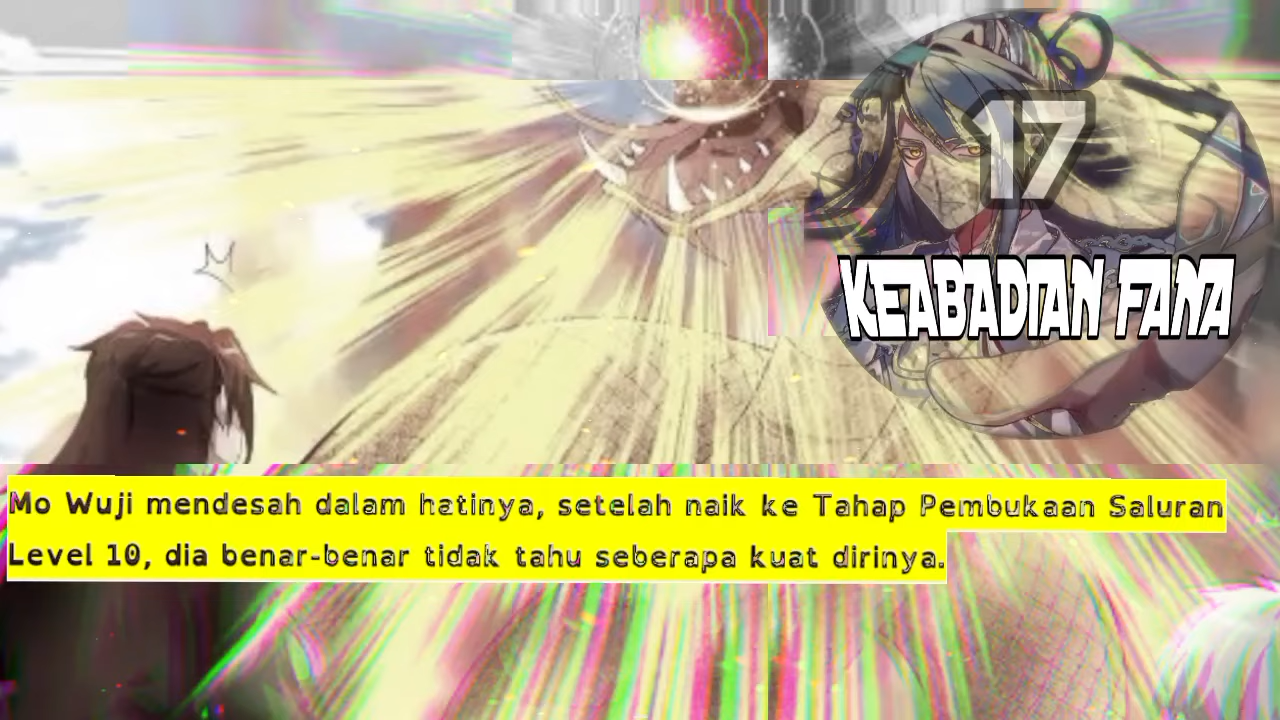 17
KEABADIAN FANA
Mo Wuji mendesah dalam hatinya, setelah naik ke Tahap Pembukaan Saluran
Level 10, dia benar-benar tidak tahu seberapa kuat dirinya.